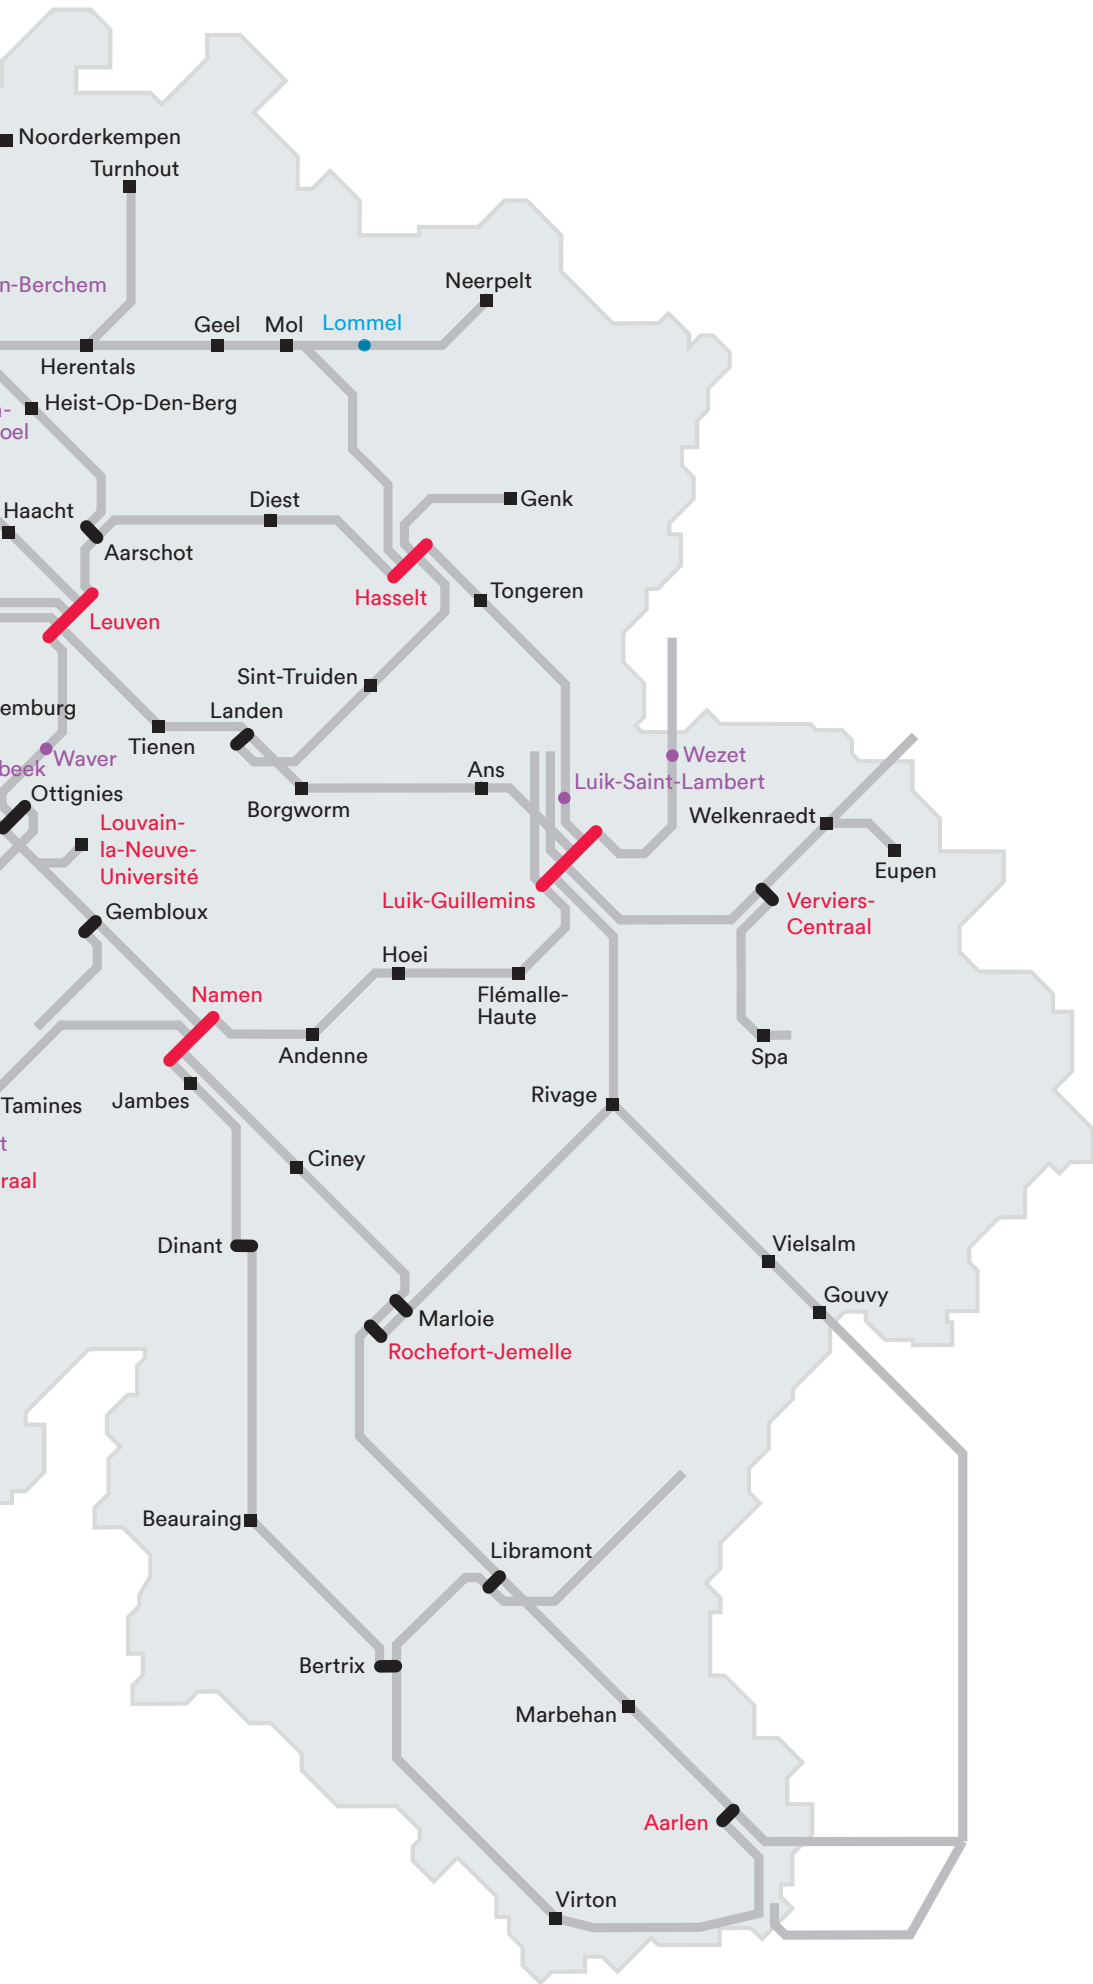 Noorderkempen
Turnhout
n-Berchem
Neerpelt
Geel
Mol
Lommel
Herentals
Heist-Op-Den-Berg
oel
Haacht
Diest
Genk
Aarschot
Hasselt
Tongeren
Leuven
Sint-Truiden
emburg
Landen
Tienen
Waver
beek
Wezet
Ans
Luik-Saint-Lambert
Ottignies
Borgworm
Welkenraedt
Louvain-
la-Neuve-
Université
Eupen
Luik-Guillemins
Verviers-
Centraal
Gembloux
Hoei
Namen
Flémalle-
Haute
Andenne
Spa
Rivage
Jambes
Tamines
t
Ciney
raal
Dinant
Vielsalm
Gouvy
Marloie
Rochefort-Jemelle
Beauraing
Libramont
Bertrix
Marbehan
Aarlen
Virton